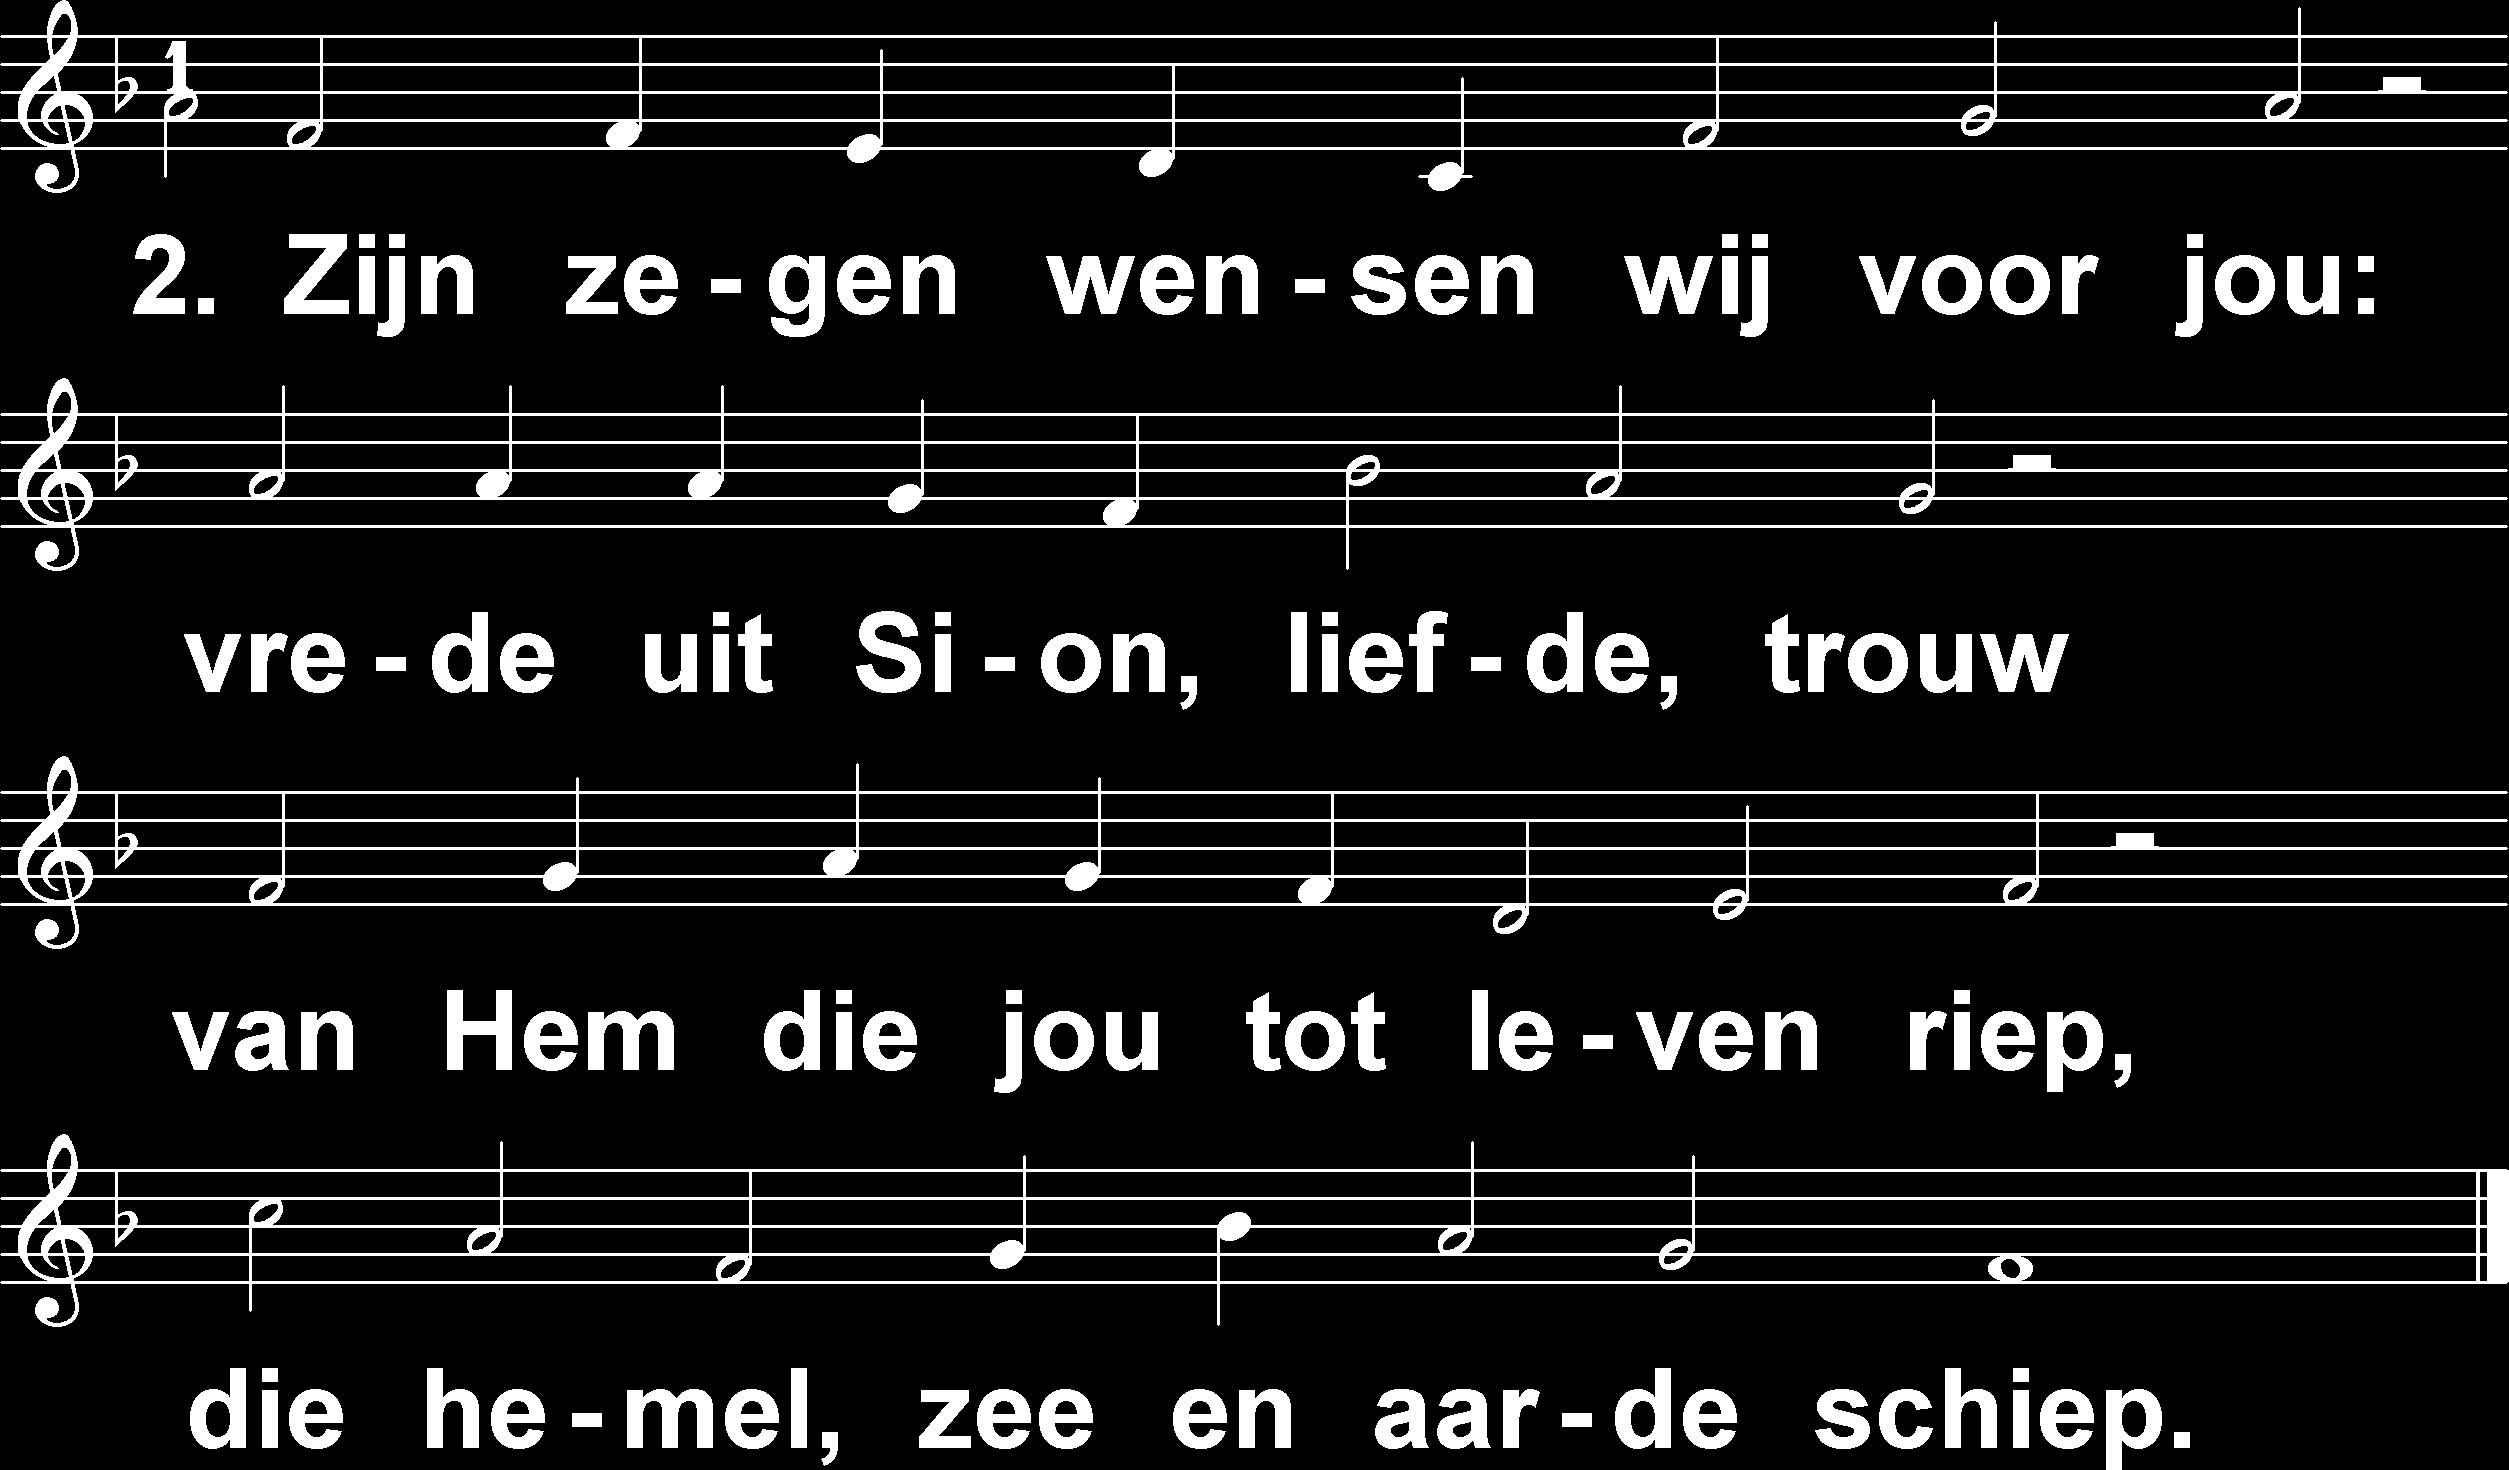 1
2. Zijn ze - gen wen - sen wij voor jou:
vre - de uit Si - on, lief - de, trouw
van Hem die jou tot le - ven riep,
die he - mel, zee en aar - de schiep.